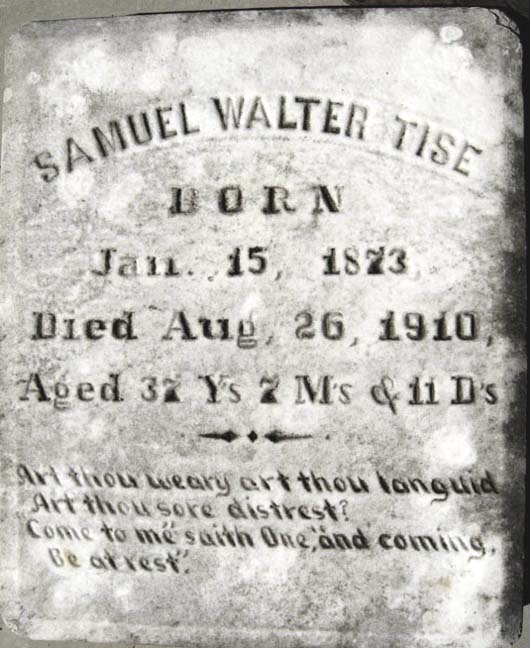 SAMUEL WALTER TISE
BORN
Jan. 15, 1873
Died Aug, 26, 1910,
Aged 37 Ys 7 M's & 11 D's
Art thou weary art thou languid
Art thou sore distrest?
"Come to me" saith One, "and coming,
Be at rest".